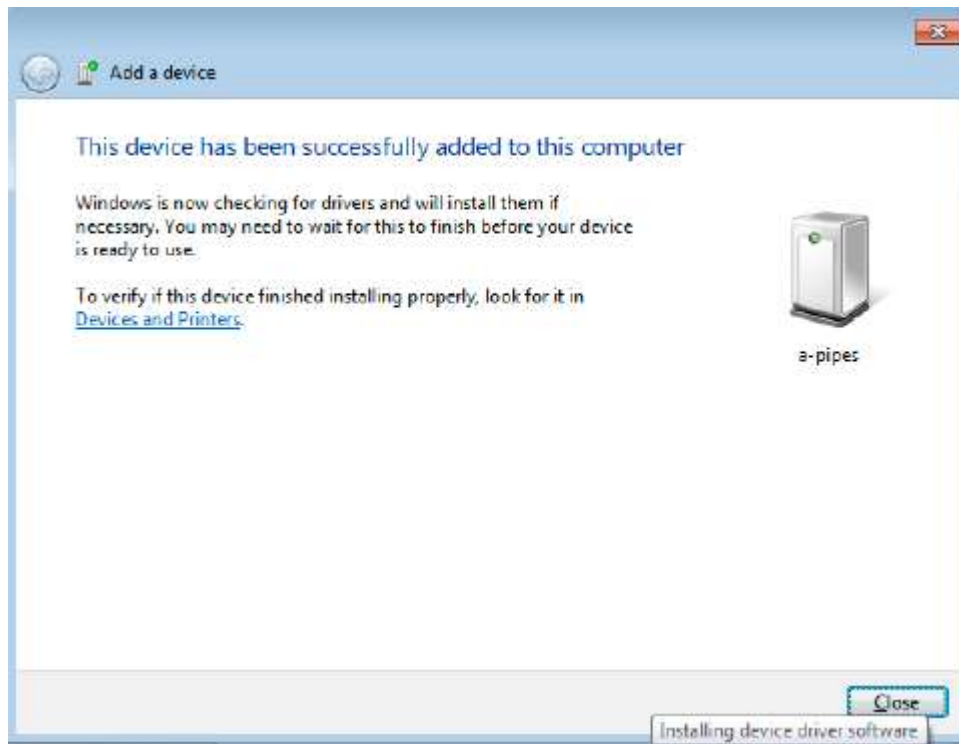 Add a device
This device has been successfully added to this computer
Windows is now checking for drivers and will install them if
necessary. You may need to wait for this to finish before your device
is ready to use.
To verify if this device finished installing properly, look for it in
Devices and Printers.
a-pipes
Close
Installing device driver software